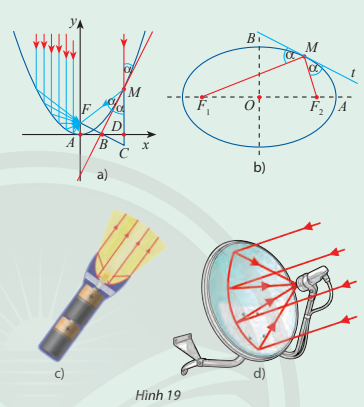 y
F
α
M
α
α
A
B
D
x
C
a)
B
α
M
α
t
F₁
O
F₂
A
b)
c)
d)
Hình 19